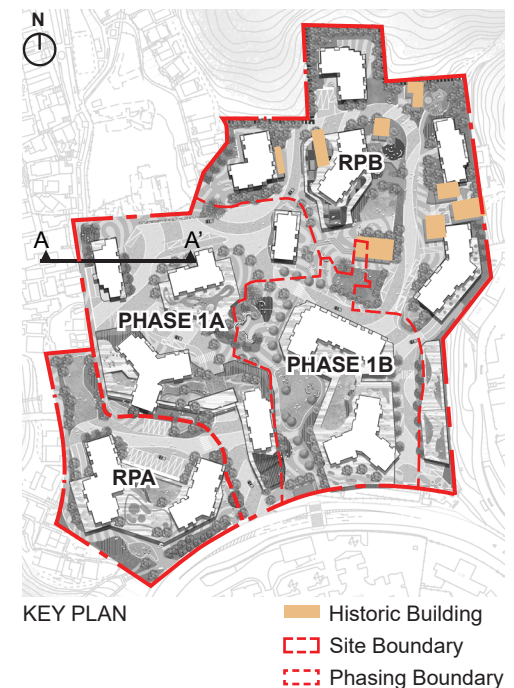 N
RPB
A A'
PHASE 1A
PHASE 1B
RPA
KEY PLAN
Historic Building
Site Boundary
Phasing Boundary